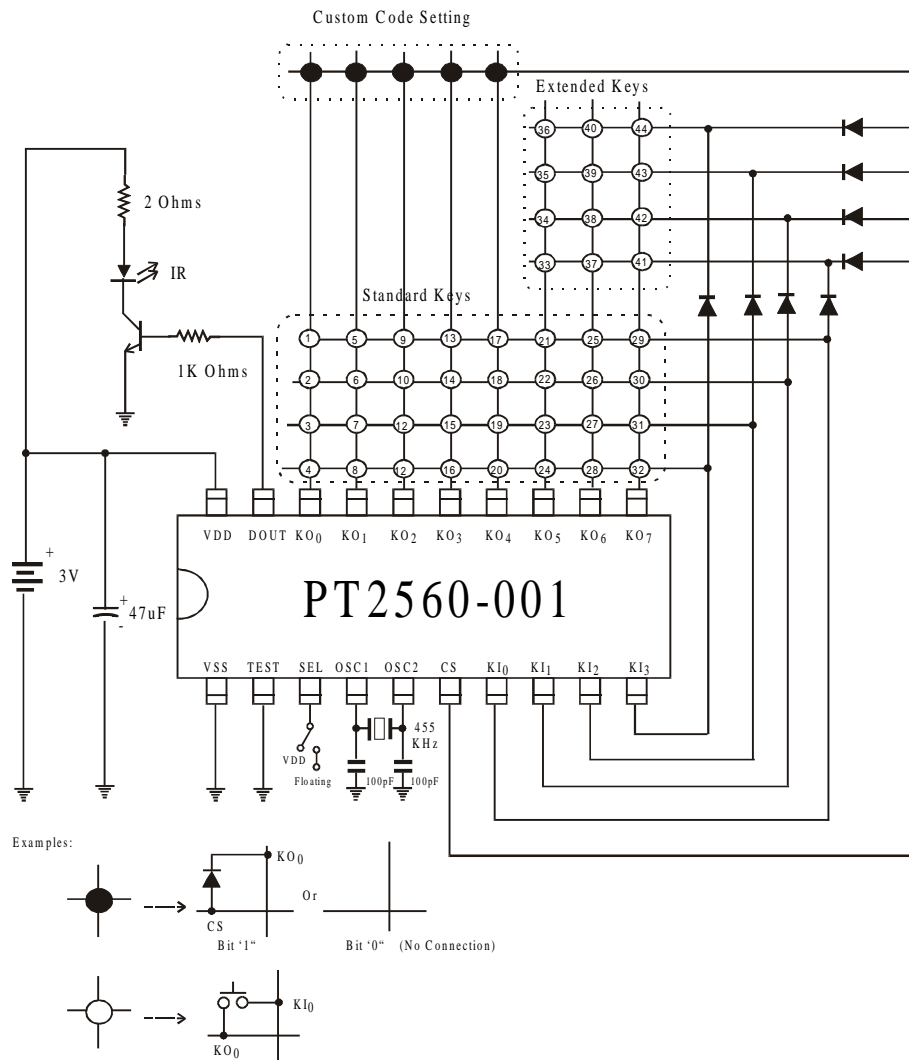 Custom Code Setting
Extended Keys
36 40 44
35 39 43
34 38 42
33 37 41
2 Ohms
IR
1K Ohms
Standard Keys
1 5 9 13 17 21 25 29
2 6 10 14 18 22 26 30
3 7 12 15 19 23 27 31
4 8 12 16 20 24 28 32
VDD DOUT KO0 KO1 KO2 KO3 KO4 KO5 KO6 KO7
+
3V
+
47uF
-
PT2560-001
VSS TEST SEL OSC1 OSC2 CS KI0 KI1 KI2 KI3
455
KHz
VDD
Floating
100pF 100pF
Examples:
KO0
Or
CS
Bit ‘1“ Bit ‘0“ (No Connection)
KI0
KO0